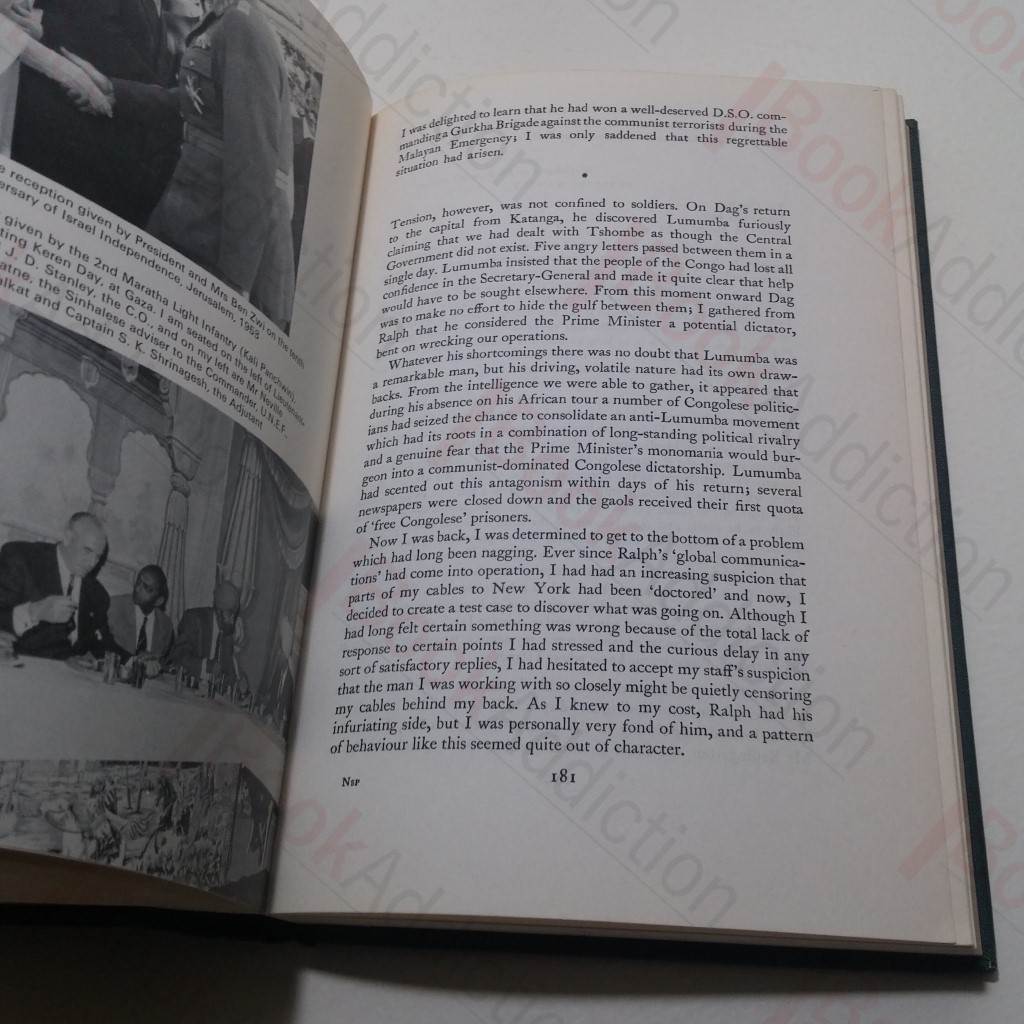 e reception given by President and Mrs Ben Zwi on the tenth
ersary of Israel Independence, Jerusalem, 1958
given by the 2nd Maratha Light Infantry (Kali Panchwin),
ting Keren Day, at Gaza. I am seated on the left of Lieutenant-
J. D. Stanley, the C.O., and on my left are Mr Neville
atne, the Sinhalese adviser to the Commander, U.N.E.F.
alkat and Captain S. K. Shrinagesh, the Adjutant
I was delighted to learn that he had won a well-deserved D.S.O. com-
manding a Gurkha Brigade against the communist terrorists during the
Malayan Emergency; I was only saddened that this regrettable
situation had arisen.
•
Tension, however, was not confined to soldiers. On Dag's return
to the capital from Katanga, he discovered Lumumba furiously
claiming that we had dealt with Tshombe as though the Central
Government did not exist. Five angry letters passed between them in a
single day. Lumumba insisted that the people of the Congo had lost all
confidence in the Secretary-General and made it quite clear that help
would have to be sought elsewhere. From this moment onward Dag
was to make no effort to hide the gulf between them; I gathered from
Ralph that he considered the Prime Minister a potential dictator,
bent on wrecking our operations.
Whatever his shortcomings there was no doubt that Lumumba was
a remarkable man, but his driving, volatile nature had its own draw-
backs. From the intelligence we were able to gather, it appeared that
during his absence on his African tour a number of Congolese politic-
ians had seized the chance to consolidate an anti-Lumumba movement
which had its roots in a combination of long-standing political rivalry
and a genuine fear that the Prime Minister's monomania would bur-
geon into a communist-dominated Congolese dictatorship. Lumumba
had scented out this antagonism within days of his return; several
newspapers were closed down and the gaols received their first quota
of 'free Congolese' prisoners.
Now I was back, I was determined to get to the bottom of a problem
which had long been nagging. Ever since Ralph's 'global communica-
tions' had come into operation, I had had an increasing suspicion that
parts of my cables to New York had been 'doctored' and now, I
decided to create a test case to discover what was going on. Although I
had long felt certain something was wrong because of the total lack of
response to certain points I had stressed and the curious delay in any
sort of satisfactory replies, I had hesitated to accept my staff's suspicion
that the man I was working with so closely might be quietly censoring
my cables behind my back. As I knew to my cost, Ralph had his
infuriating side, but I was personally very fond of him, and a pattern
of behaviour like this seemed quite out of character.
NSP
181
BookAddiction